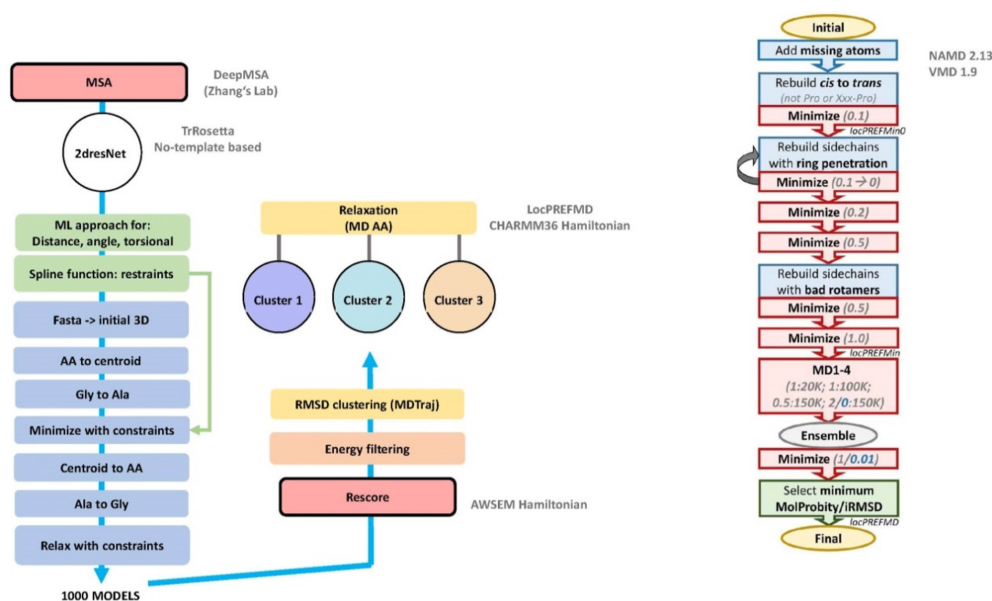 MSA
DeepMSA
(Zhang's Lab)
2dresNet
TrRosetta
No-template based
ML approach for:
Distance, angle, torsional
Spline function: restraints
Fasta -> initial 3D
AA to centroid
Gly to Ala
Minimize with constraints
Centroid to AA
Ala to Gly
Relax with constraints
1000 MODELS
Relaxation
(MD AA)
LocPREFMD
CHARMM36 Hamiltonian
Cluster 1
Cluster 2
Cluster 3
RMSD clustering (MDTraj)
Energy filtering
Rescore
AWSEM Hamiltonian
Initial
Add missing atoms
NAMD 2.13
VMD 1.9
Rebuild cis to trans
(not Pro or Xxx-Pro)
Minimize (0.1)
locPREFMin0
Rebuild sidechains
with ring penetration
Minimize (0.1 → 0)
Minimize (0.2)
Minimize (0.5)
Rebuild sidechains
with bad rotamers
Minimize (0.5)
Minimize (1.0)
locPREFMin
MD1-4
(1:20K; 1:100K;
0.5:150K; 2/0:150K)
Ensemble
Minimize (1/0.01)
Select minimum
MolProbity/iRMSD
locPREFMD
Final